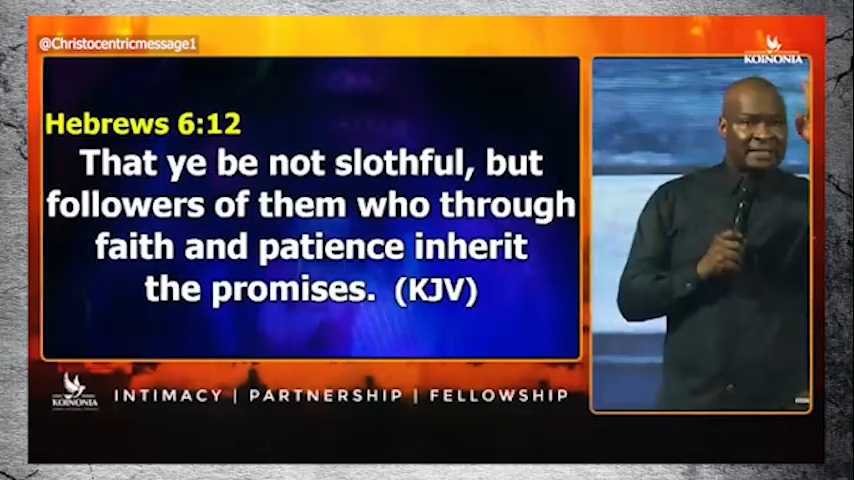 @Christocentricmessage1
KOINONIA
Hebrews 6:12
That ye be not slothful, but
followers of them who through
faith and patience inherit
the promises. (KJV)
KOINONIA
INTIMACY | PARTNERSHIP | FELLOWSHIP